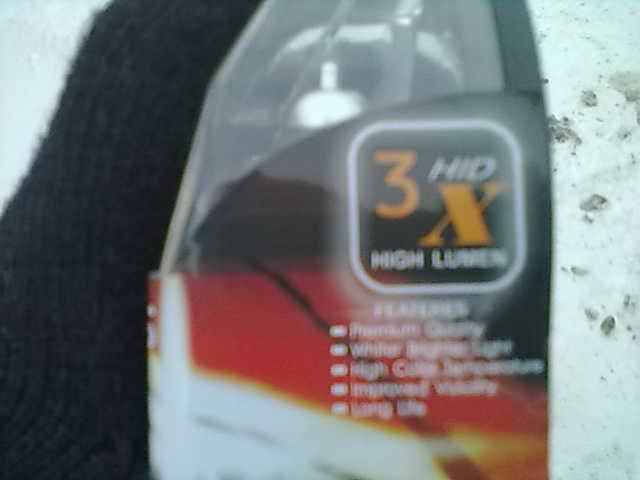 3 HID
X
HIGH LUMEN
FEATURES
Premium Quality
Whiter Brighter Light
High Color Temperature
Improved Visibility
Long Life